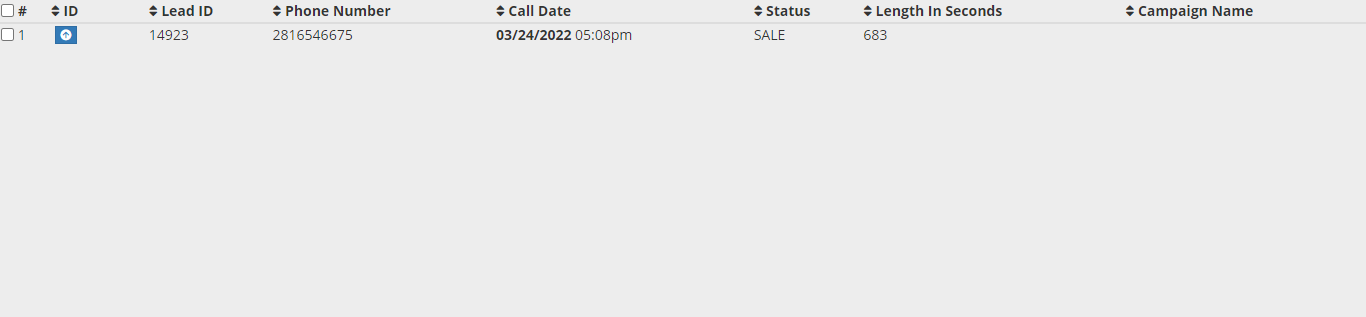 # ID Lead ID Phone Number Call Date Status Length In Seconds Campaign Name
1 14923 2816546675 03/24/2022 05:08pm SALE 683